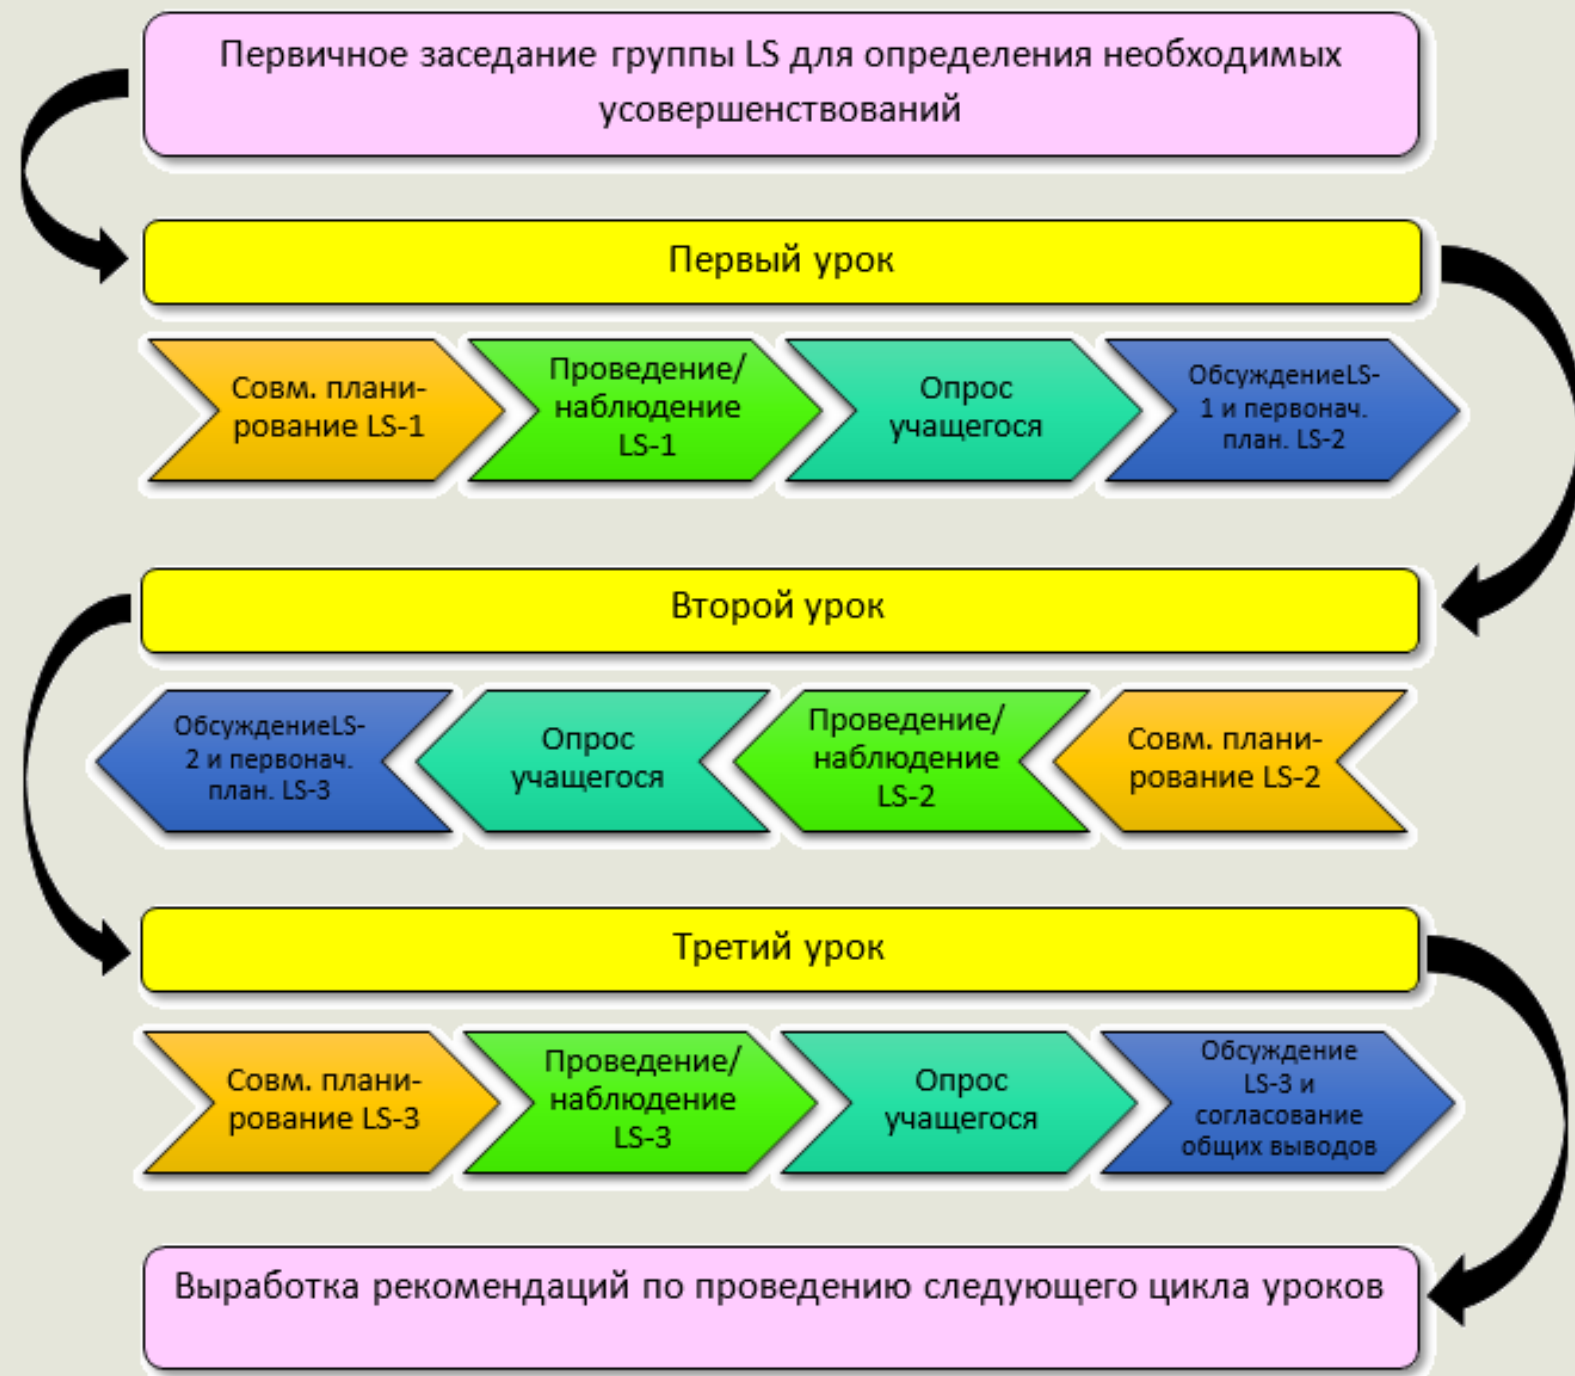 Первичное заседание группы LS для определения необходимых
усовершенствований
Первый урок
Совм. плани-
рование LS-1
Проведение/
наблюдение
LS-1
Опрос
учащегося
ОбсуждениеLS-
1 и первонач.
план. LS-2
Второй урок
ОбсуждениеLS-
2 и первонач.
план. LS-3
Опрос
учащегося
Проведение/
наблюдение
LS-2
Совм. плани-
рование LS-2
Третий урок
Совм. плани-
рование LS-3
Проведение/
наблюдение
LS-3
Опрос
учащегося
Обсуждение
LS-3 и
согласование
общих выводов
Выработка рекомендаций по проведению следующего цикла уроков